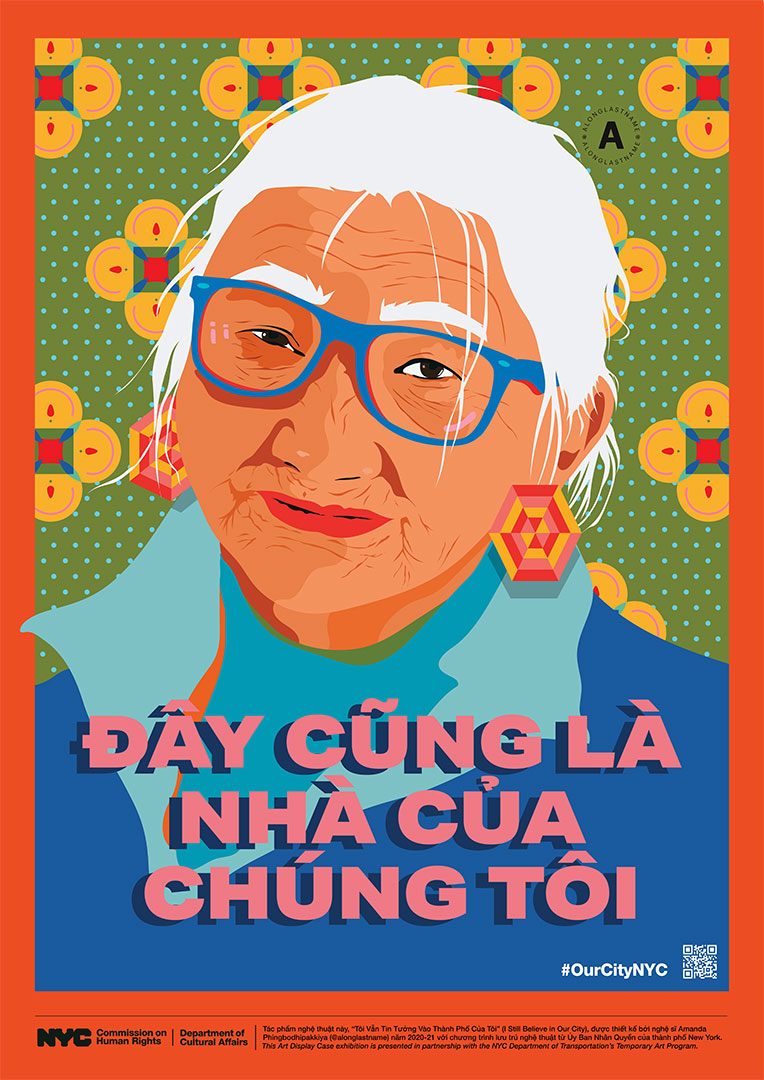 ALONGLASTNAME
A
ALONGLASTNAME
ĐÂY CŨNG LÀ
NHÀ CỦA
CHÚNG TÔI
#OurCityNYC
NYC
Commission on
Human Rights
Department of
Cultural Affairs
Tác phẩm nghệ thuật này, "Tôi Vẫn Tin Tưởng Vào Thành Phố Của Tôi" (I Still Believe in Our City), được thiết kế bởi nghệ sĩ Amanda
Phingbodhipakkiya (@alonglastname) năm 2020-21 với chương trình lưu trú nghệ thuật từ Ủy Ban Nhân Quyền của thành phố New York.
This Art Display Case exhibition is presented in partnership with the NYC Department of Transportation's Temporary Art Program.